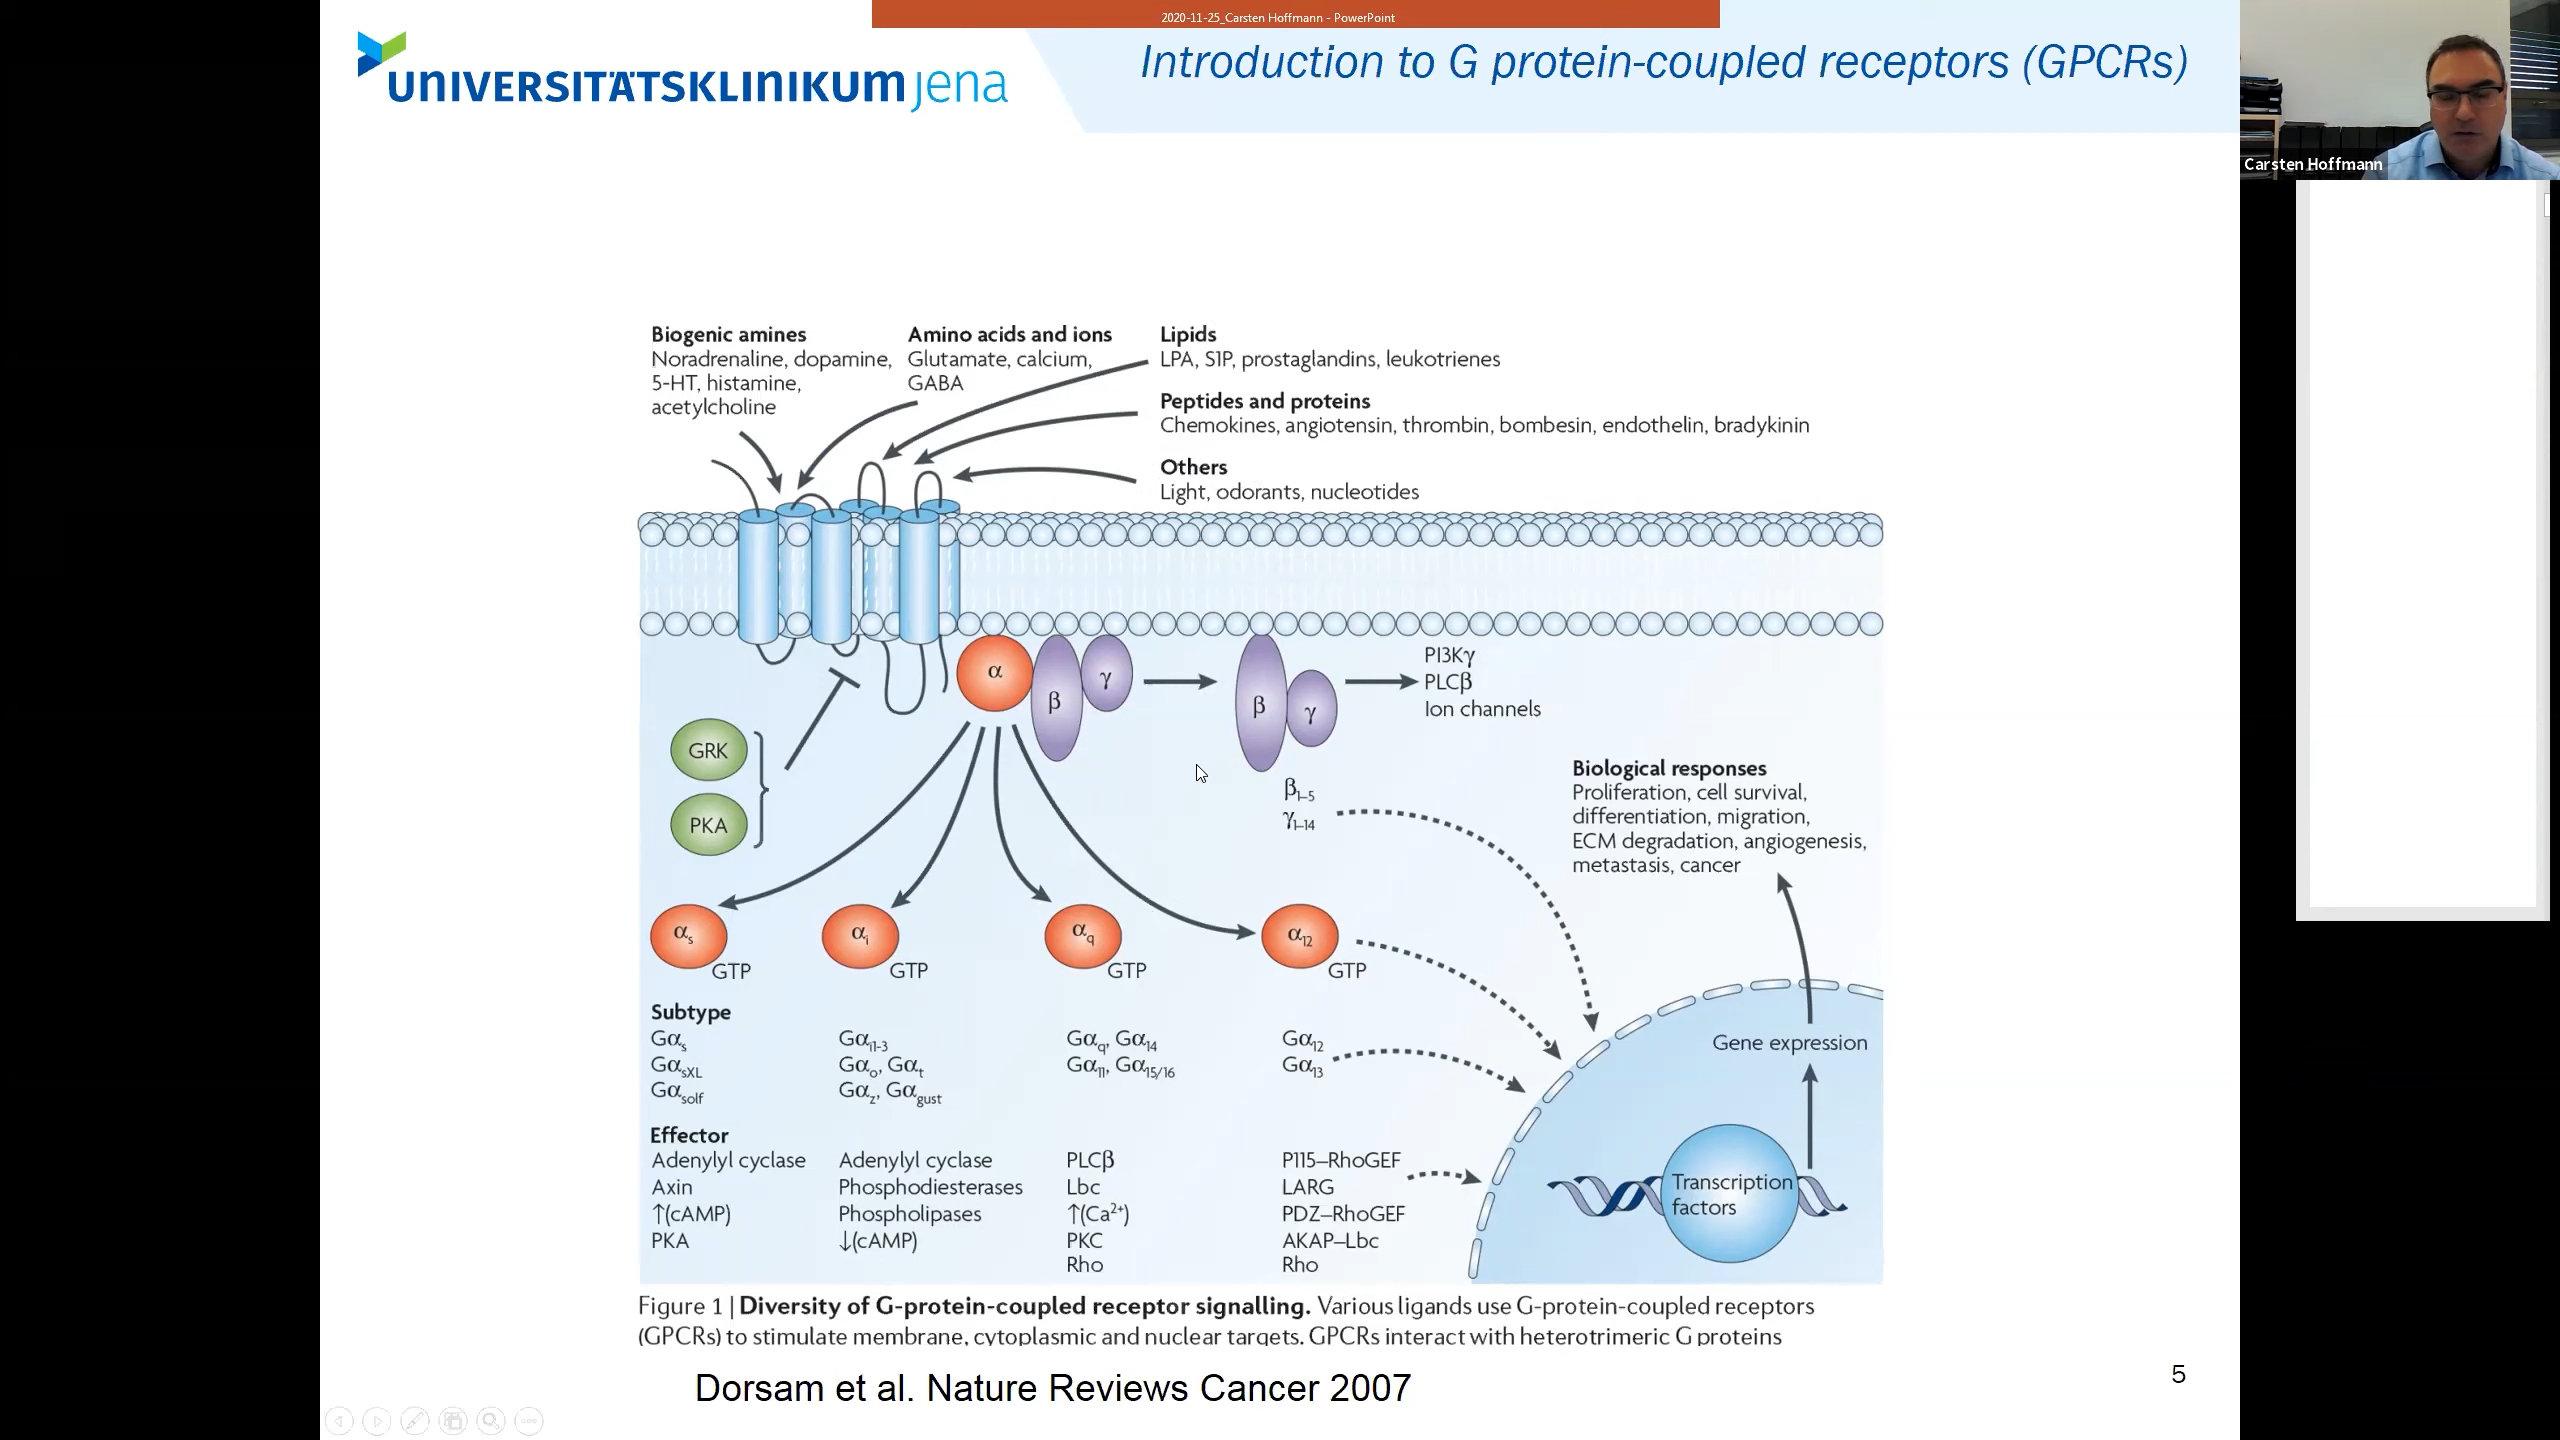 2020-11-25_Carsten Hoffmann - PowerPoint
UNIVERSITÄTSKLINIKUM jena
Introduction to G protein-coupled receptors (GPCRs)
Carsten Hoffmann
Biogenic amines
Noradrenaline, dopamine,
5-HT, histamine,
acetylcholine
Amino acids and ions
Glutamate, calcium,
GABA
Lipids
LPA, S1P, prostaglandins, leukotrienes
Peptides and proteins
Chemokines, angiotensin, thrombin, bombesin, endothelin, bradykinin
Others
Light, odorants, nucleotides
α
β
γ
β
γ
PI3Kγ
PLCβ
Ion channels
GRK
PKA
β1–5
γ1–14
Biological responses
Proliferation, cell survival,
differentiation, migration,
ECM degradation, angiogenesis,
metastasis, cancer
αs
GTP
αi
GTP
αq
GTP
α12
GTP
Subtype
Gαs
GαsXL
Gαsolf
Gαi1-3
Gαo, Gαt
Gαz, Gαgust
Gαq, Gα14
Gα11, Gα15/16
Gα12
Gα13
Effector
Adenylyl cyclase
Axin
↑(cAMP)
PKA
Adenylyl cyclase
Phosphodiesterases
Phospholipases
↓(cAMP)
PLCβ
Lbc
↑(Ca2+)
PKC
Rho
P115–RhoGEF
LARG
PDZ–RhoGEF
AKAP–Lbc
Rho
Gene expression
Transcription
factors
Figure 1 | Diversity of G-protein-coupled receptor signalling. Various ligands use G-protein-coupled receptors
(GPCRs) to stimulate membrane, cytoplasmic and nuclear targets. GPCRs interact with heterotrimeric G proteins
Dorsam et al. Nature Reviews Cancer 2007
5